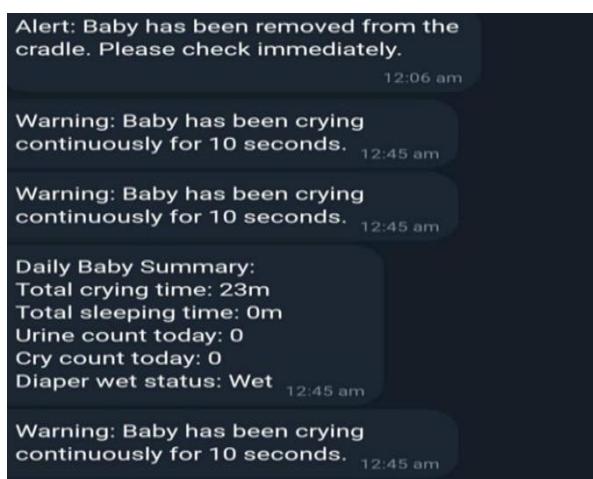 Alert: Baby has been removed from the
cradle. Please check immediately.
12:06 am
Warning: Baby has been crying
continuously for 10 seconds. 12:45 am
Warning: Baby has been crying
continuously for 10 seconds. 12:45 am
Daily Baby Summary:
Total crying time: 23m
Total sleeping time: 0m
Urine count today: 0
Cry count today: 0
Diaper wet status: Wet 12:45 am
Warning: Baby has been crying
continuously for 10 seconds. 12:45 am